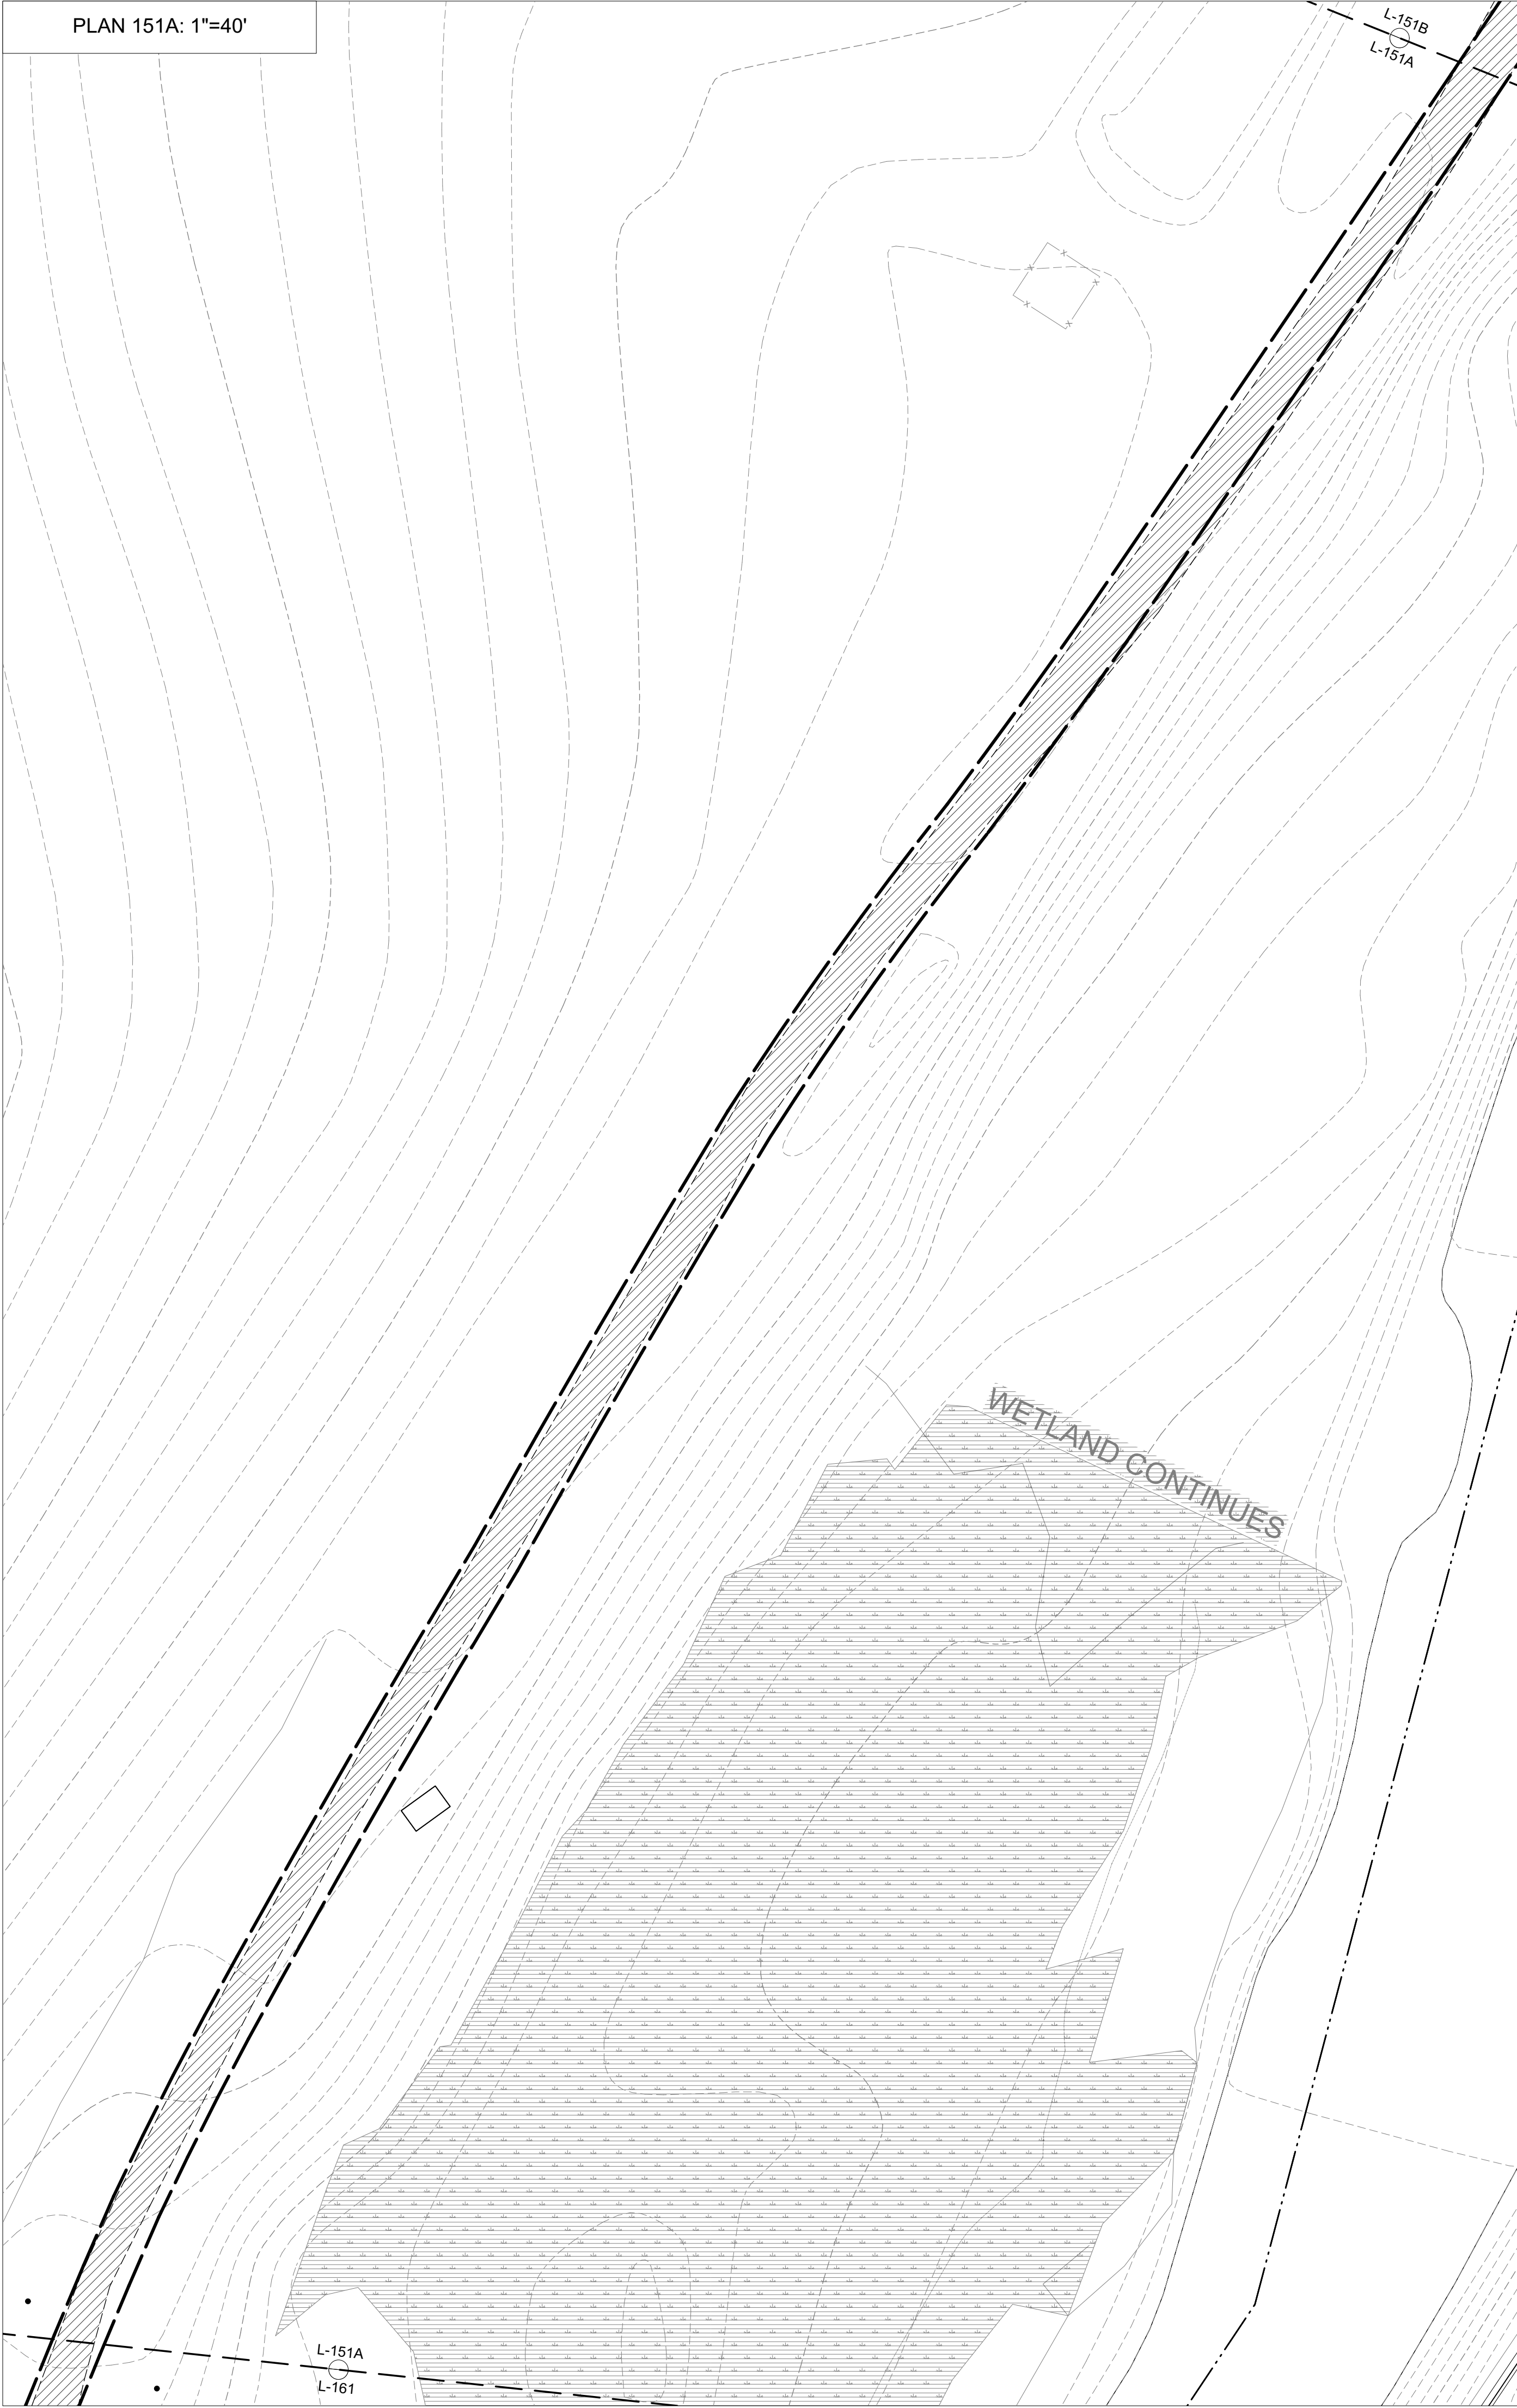 PLAN 151A: 1"=40'
L-151B
L-151A
WETLAND CONTINUES
L-151A
L-161